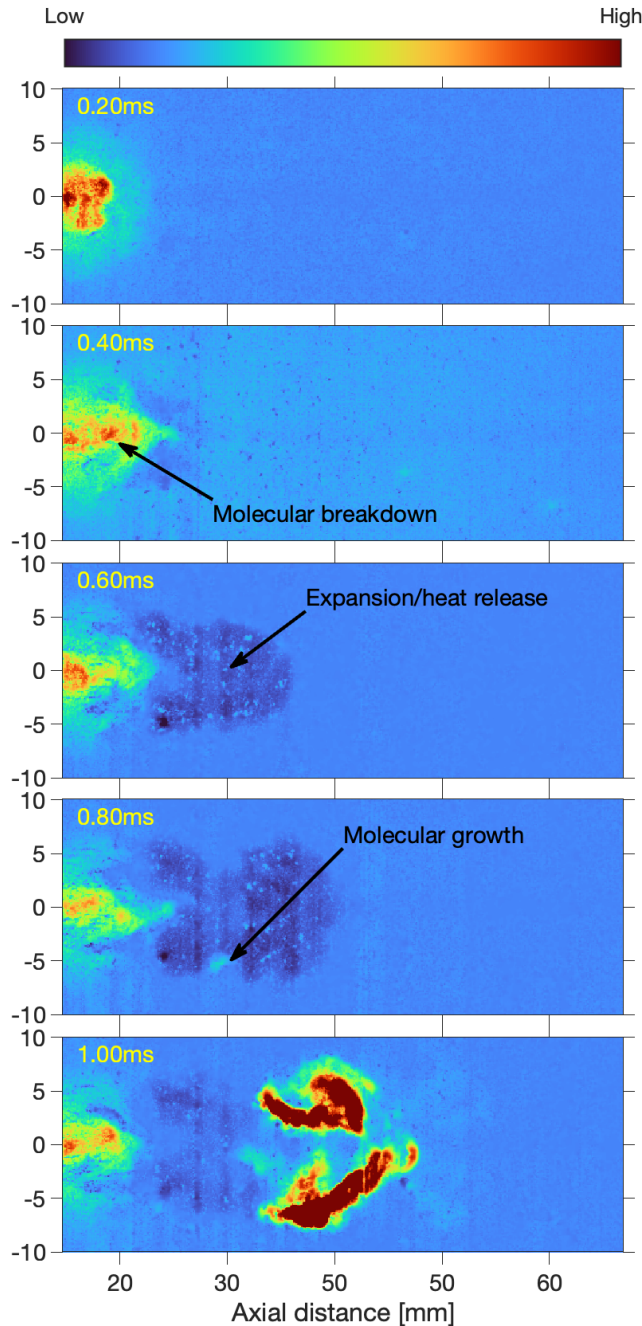 Low High
10
0.20ms
5
0
-5
-10
10
0.40ms
5
0
-5
Molecular breakdown
-10
10
0.60ms
Expansion/heat release
5
0
-5
-10
10
0.80ms
Molecular growth
5
0
-5
-10
10
1.00ms
5
0
-5
-10
20 30 50 50 60
Axial distance [mm]